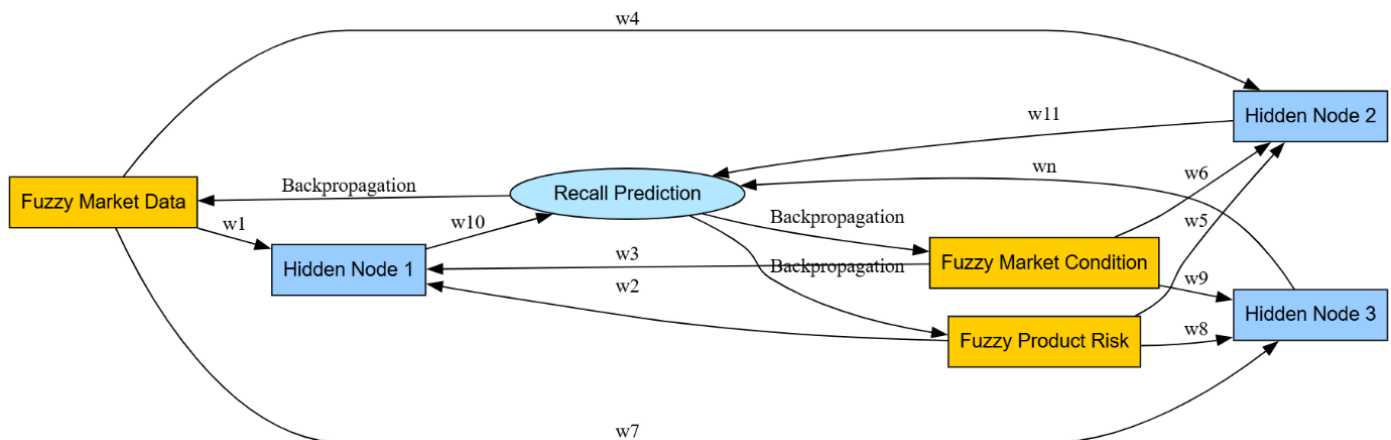 w4
Hidden Node 2
w11
Backpropagation
Fuzzy Market Data
Recall Prediction
w6
wn
w1
w10
Backpropagation
w5
Hidden Node 1
w3
Backpropagation
Fuzzy Market Condition
w9
w2
Hidden Node 3
Fuzzy Product Risk
w8
w7